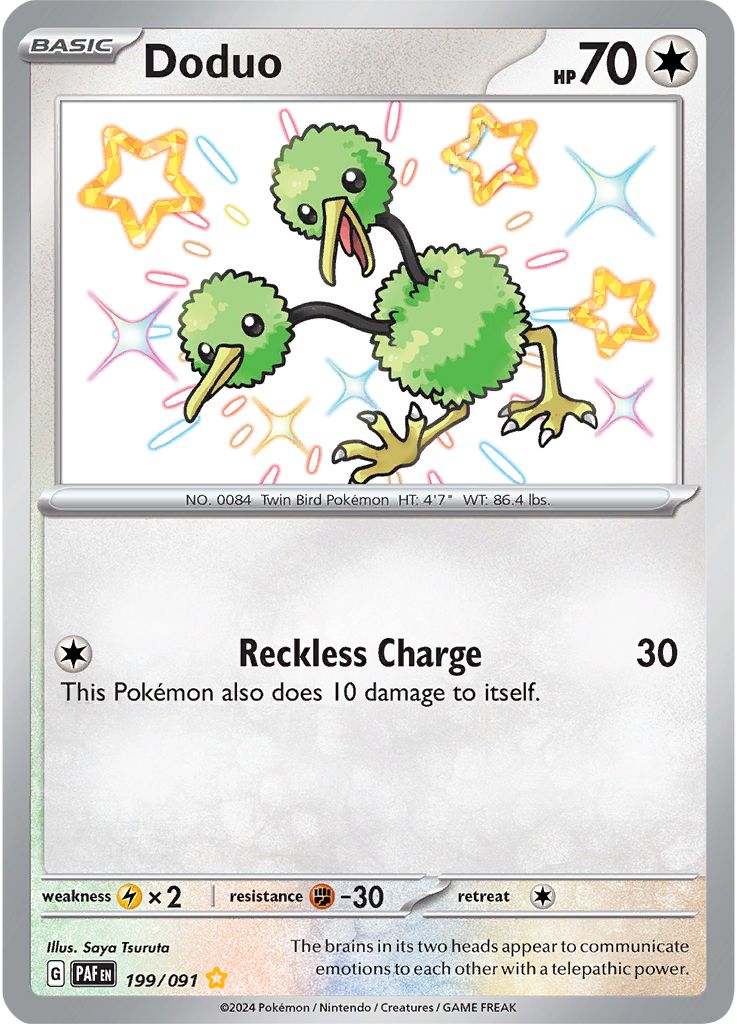 BASIC
Doduo
HP 70
NO. 0084 Twin Bird Pokémon HT: 4'7" WT: 86.4 lbs.
Reckless Charge 30
This Pokémon also does 10 damage to itself.
weakness ×2 resistance -30 retreat
Illus. Saya Tsuruta
The brains in its two heads appear to communicate
emotions to each other with a telepathic power.
G PAF EN 199/091
©2024 Pokémon / Nintendo / Creatures / GAME FREAK